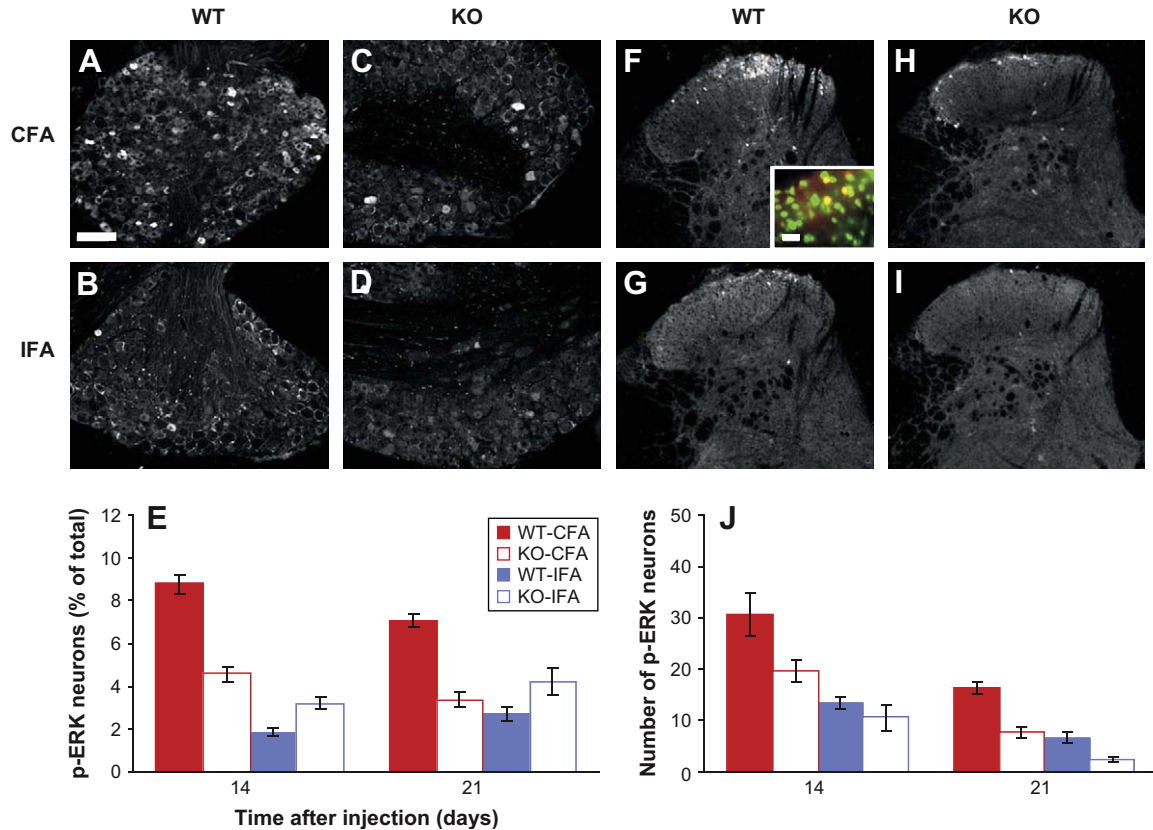 WT KO WT KO
CFA
A C F H
IFA
B D G I
E
p-ERK neurons (% of total)
12
10
8
6
4
2
0
14 21
Time after injection (days)
WT-CFA
KO-CFA
WT-IFA
KO-IFA
J
Number of p-ERK neurons
50
40
30
20
10
0
14 21